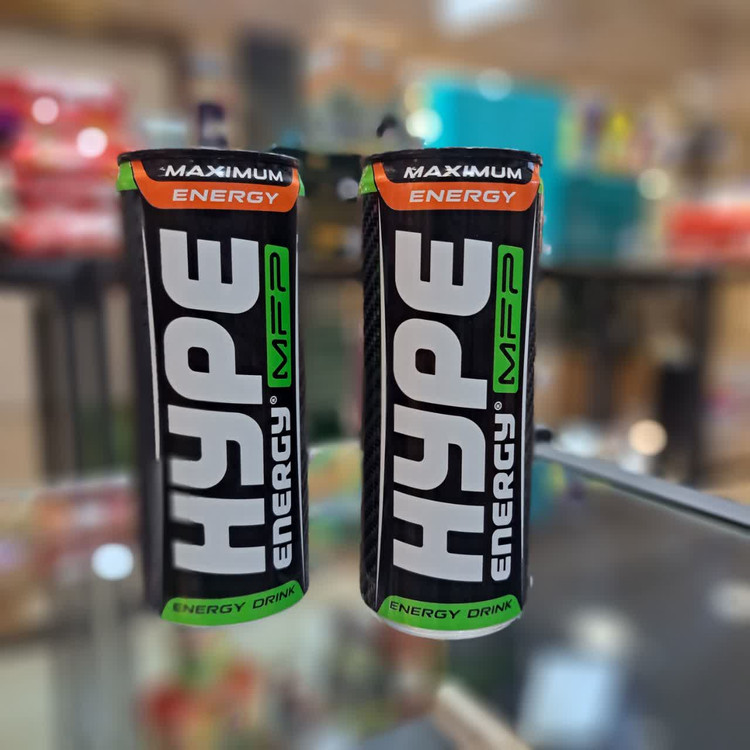 MAXIMUM
ENERGY
HYPE
MFP
ENERGY®
ENERGY DRINK
MAXIMUM
ENERGY
HYPE
MFP
ENERGY®
ENERGY DRINK